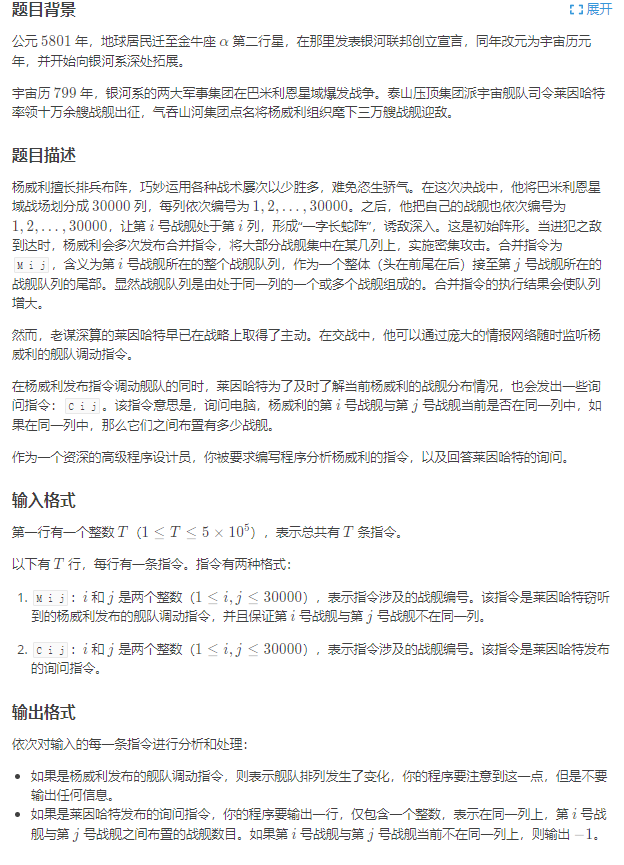 题目背景
展开
公元 5801 年，地球居民迁至金牛座 α 第二行星，在那里发表银河联邦创立宣言，同年改元为宇宙历元
年，并开始向银河系深处拓展。
宇宙历 799 年，银河系的两大军事集团在巴米利恩星域爆发战争。泰山压顶集团派宇宙舰队司令莱因哈特
率领十万余艘战舰出征，气吞山河集团点名将杨威利组织麾下三万艘战舰迎敌。
题目描述
杨威利擅长排兵布阵，巧妙运用各种战术屡次以少胜多，难免恣生骄气。在这次决战中，他将巴米利恩星
域战场划分成 30000 列，每列依次编号为 1, 2, …, 30000。之后，他把自己的战舰也依次编号为
1, 2, …, 30000，让第 i 号战舰处于第 i 列，形成“一字长蛇阵”，诱敌深入。这是初始阵形。当进犯之敌
到达时，杨威利会多次发布合并指令，将大部分战舰集中在某几列上，实施密集攻击。合并指令为
M i j，含义为第 i 号战舰所在的整个战舰队列，作为一个整体（头在前尾在后）接至第 j 号战舰所在的
战舰队列的尾部。显然战舰队列是由处于同一列的一个或多个战舰组成的。合并指令的执行结果会使队列
增大。
然而，老谋深算的莱因哈特早已在战略上取得了主动。在交战中，他可以通过庞大的情报网络随时监听杨
威利的舰队调动指令。
在杨威利发布指令调动舰队的同时，莱因哈特为了及时了解当前杨威利的战舰分布情况，也会发出一些询
问指令：C i j。该指令意思是，询问电脑，杨威利的第 i 号战舰与第 j 号战舰当前是否在同一列中，如
果在同一列中，那么它们之间布置有多少战舰。
作为一个资深的高级程序设计员，你被要求编写程序分析杨威利的指令，以及回答莱因哈特的询问。
输入格式
第一行有一个整数 T（1 ≤ T ≤ 5 × 10⁵），表示总共有 T 条指令。
以下有 T 行，每行有一条指令。指令有两种格式：
1. M i j：i 和 j 是两个整数（1 ≤ i, j ≤ 30000），表示指令涉及的战舰编号。该指令是莱因哈特窃听
到的杨威利发布的舰队调动指令，并且保证第 i 号战舰与第 j 号战舰不在同一列。
2. C i j：i 和 j 是两个整数（1 ≤ i, j ≤ 30000），表示指令涉及的战舰编号。该指令是莱因哈特发布
的询问指令。
输出格式
依次对输入的每一条指令进行分析和处理：
• 如果是杨威利发布的舰队调动指令，则表示舰队排列发生了变化，你的程序要注意到这一点，但是不要
输出任何信息。
• 如果是莱因哈特发布的询问指令，你的程序要输出一行，仅包含一个整数，表示在同一列上，第 i 号战
舰与第 j 号战舰之间布置的战舰数目。如果第 i 号战舰与第 j 号战舰当前不在同一列上，则输出 −1。